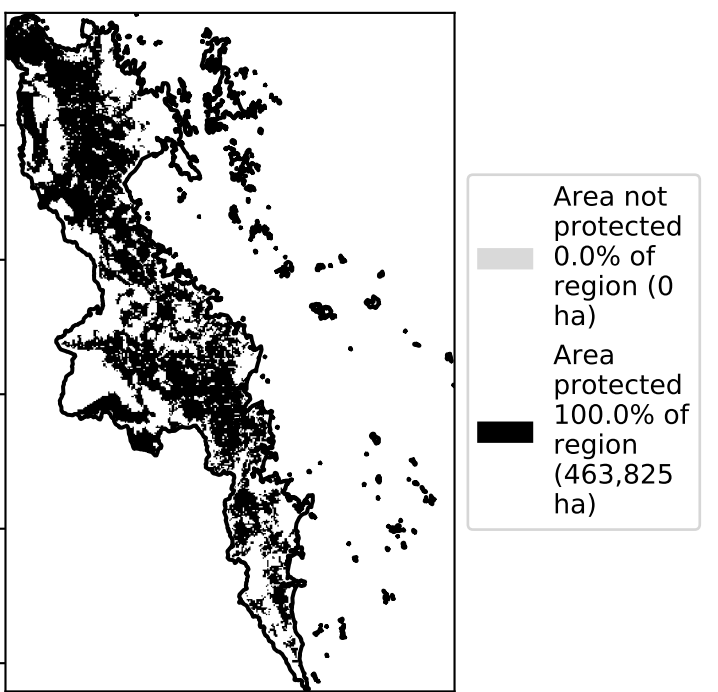 Area not
protected
0.0% of
region (0
ha)
Area
protected
100.0% of
region
(463,825
ha)